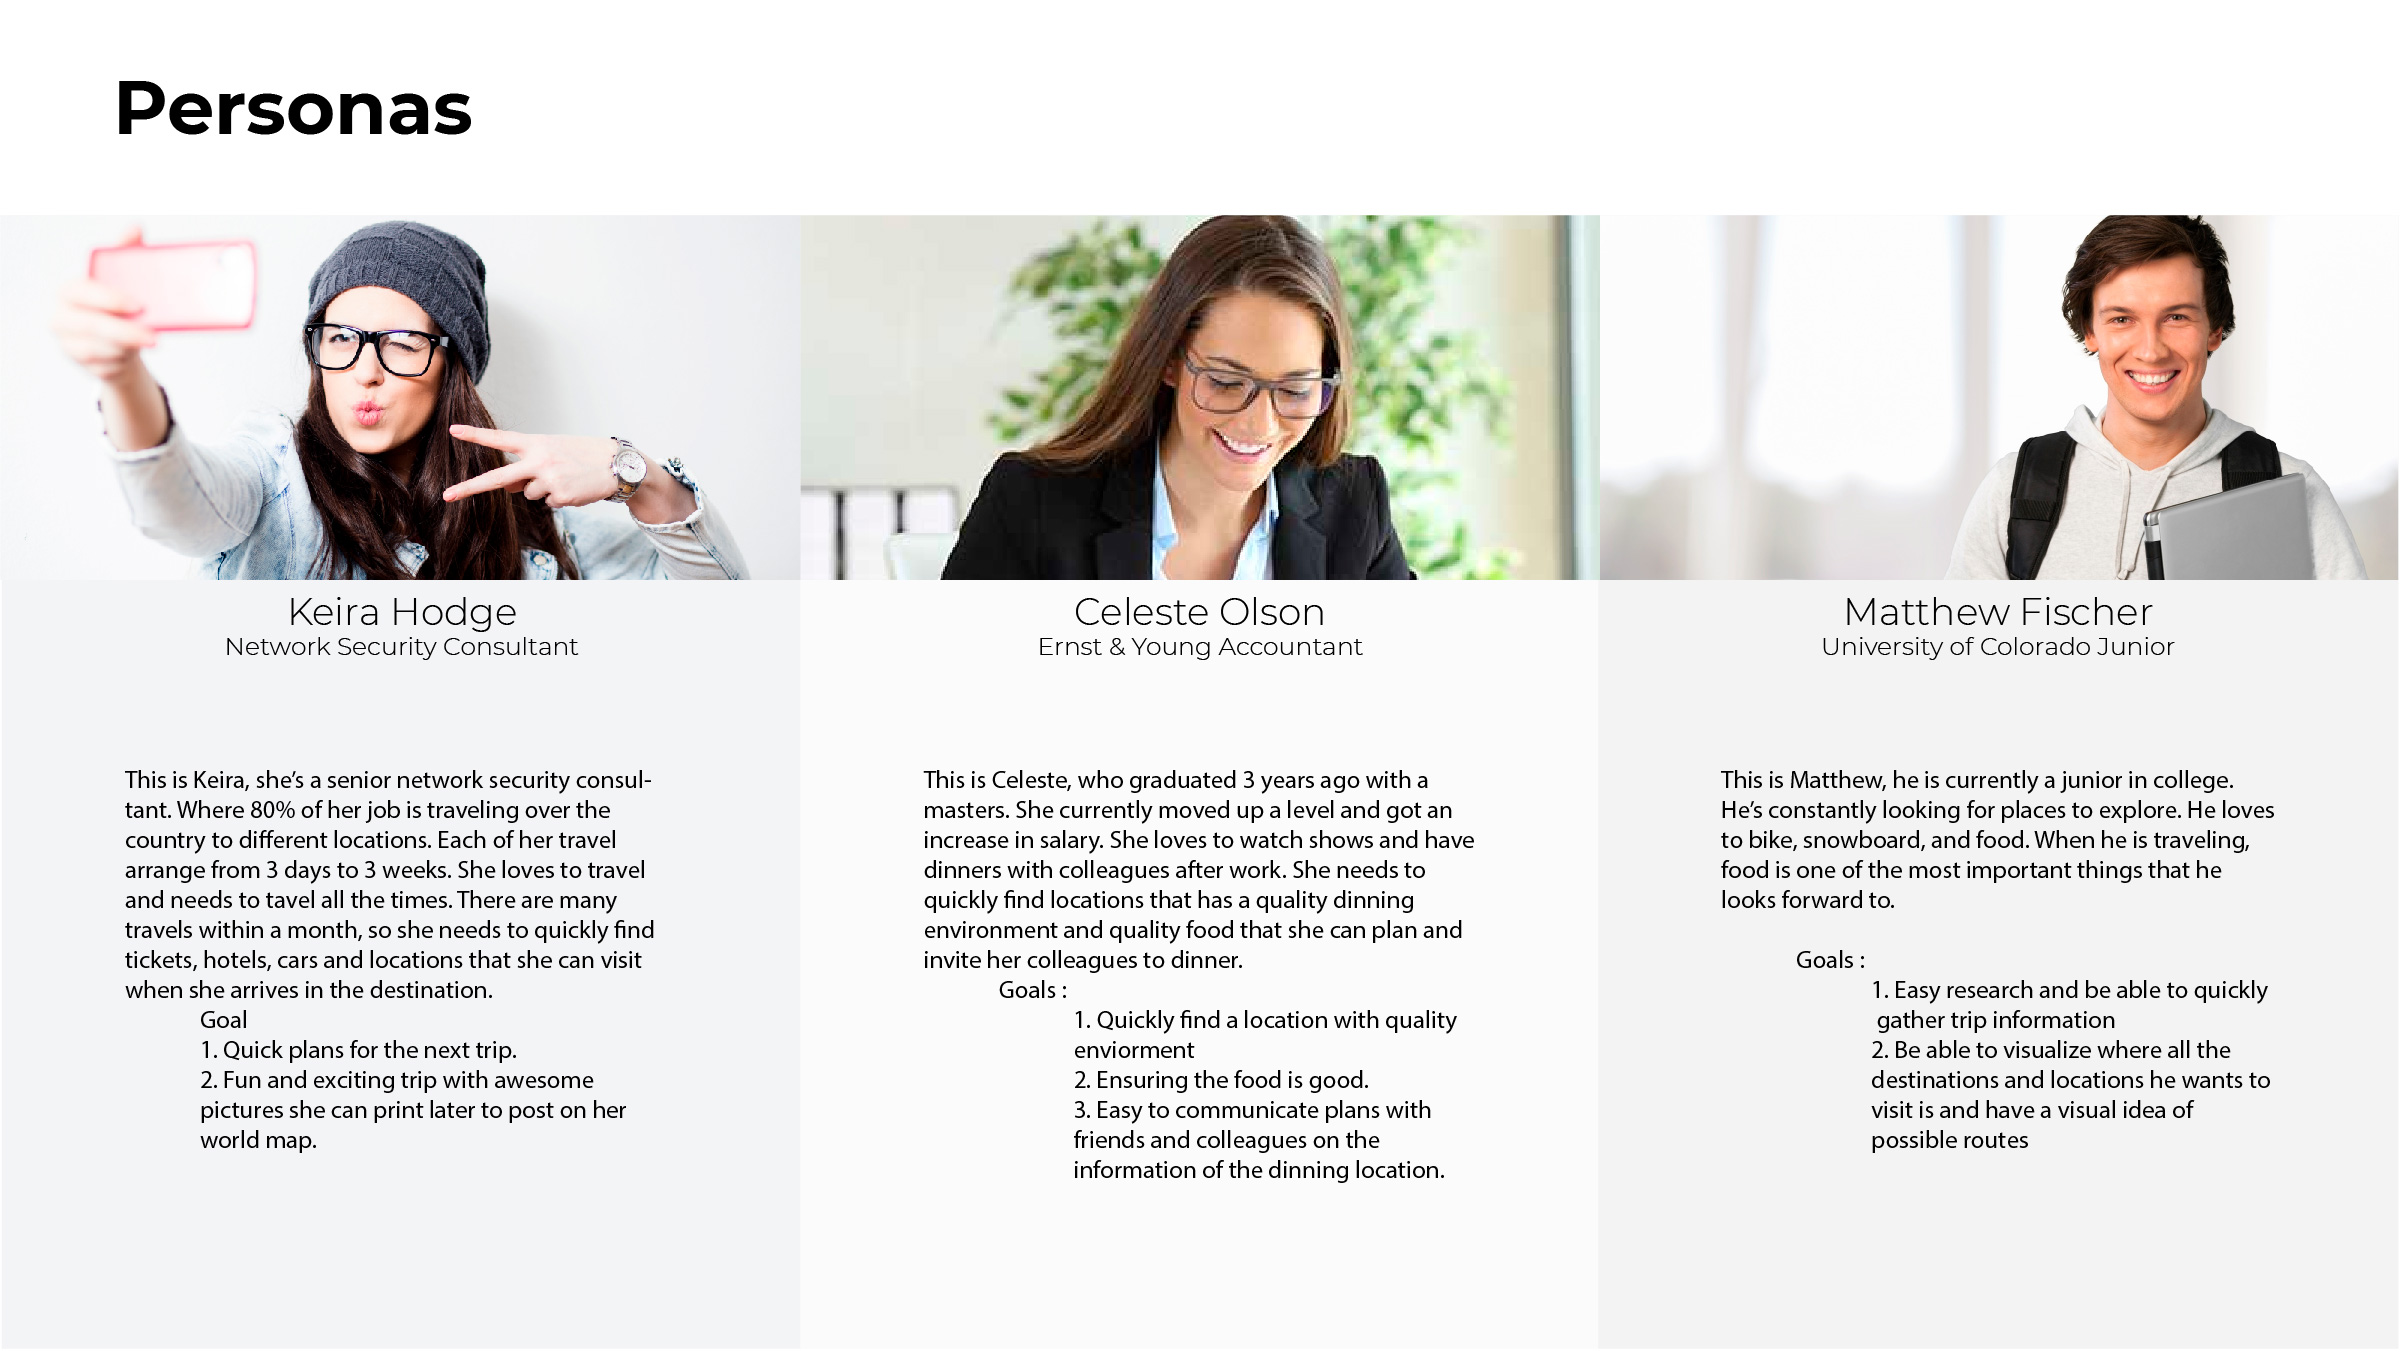 Personas
Keira Hodge
Network Security Consultant
This is Keira, she’s a senior network security consul-
tant. Where 80% of her job is traveling over the
country to different locations. Each of her travel
arrange from 3 days to 3 weeks. She loves to travel
and needs to tavel all the times. There are many
travels within a month, so she needs to quickly find
tickets, hotels, cars and locations that she can visit
when she arrives in the destination.
Goal
1. Quick plans for the next trip.
2. Fun and exciting trip with awesome
pictures she can print later to post on her
world map.
Celeste Olson
Ernst & Young Accountant
This is Celeste, who graduated 3 years ago with a
masters. She currently moved up a level and got an
increase in salary. She loves to watch shows and have
dinners with colleagues after work. She needs to
quickly find locations that has a quality dinning
environment and quality food that she can plan and
invite her colleagues to dinner.
Goals :
1. Quickly find a location with quality
enviorment
2. Ensuring the food is good.
3. Easy to communicate plans with
friends and colleagues on the
information of the dinning location.
Matthew Fischer
University of Colorado Junior
This is Matthew, he is currently a junior in college.
He’s constantly looking for places to explore. He loves
to bike, snowboard, and food. When he is traveling,
food is one of the most important things that he
looks forward to.
Goals :
1. Easy research and be able to quickly
gather trip information
2. Be able to visualize where all the
destinations and locations he wants to
visit is and have a visual idea of
possible routes